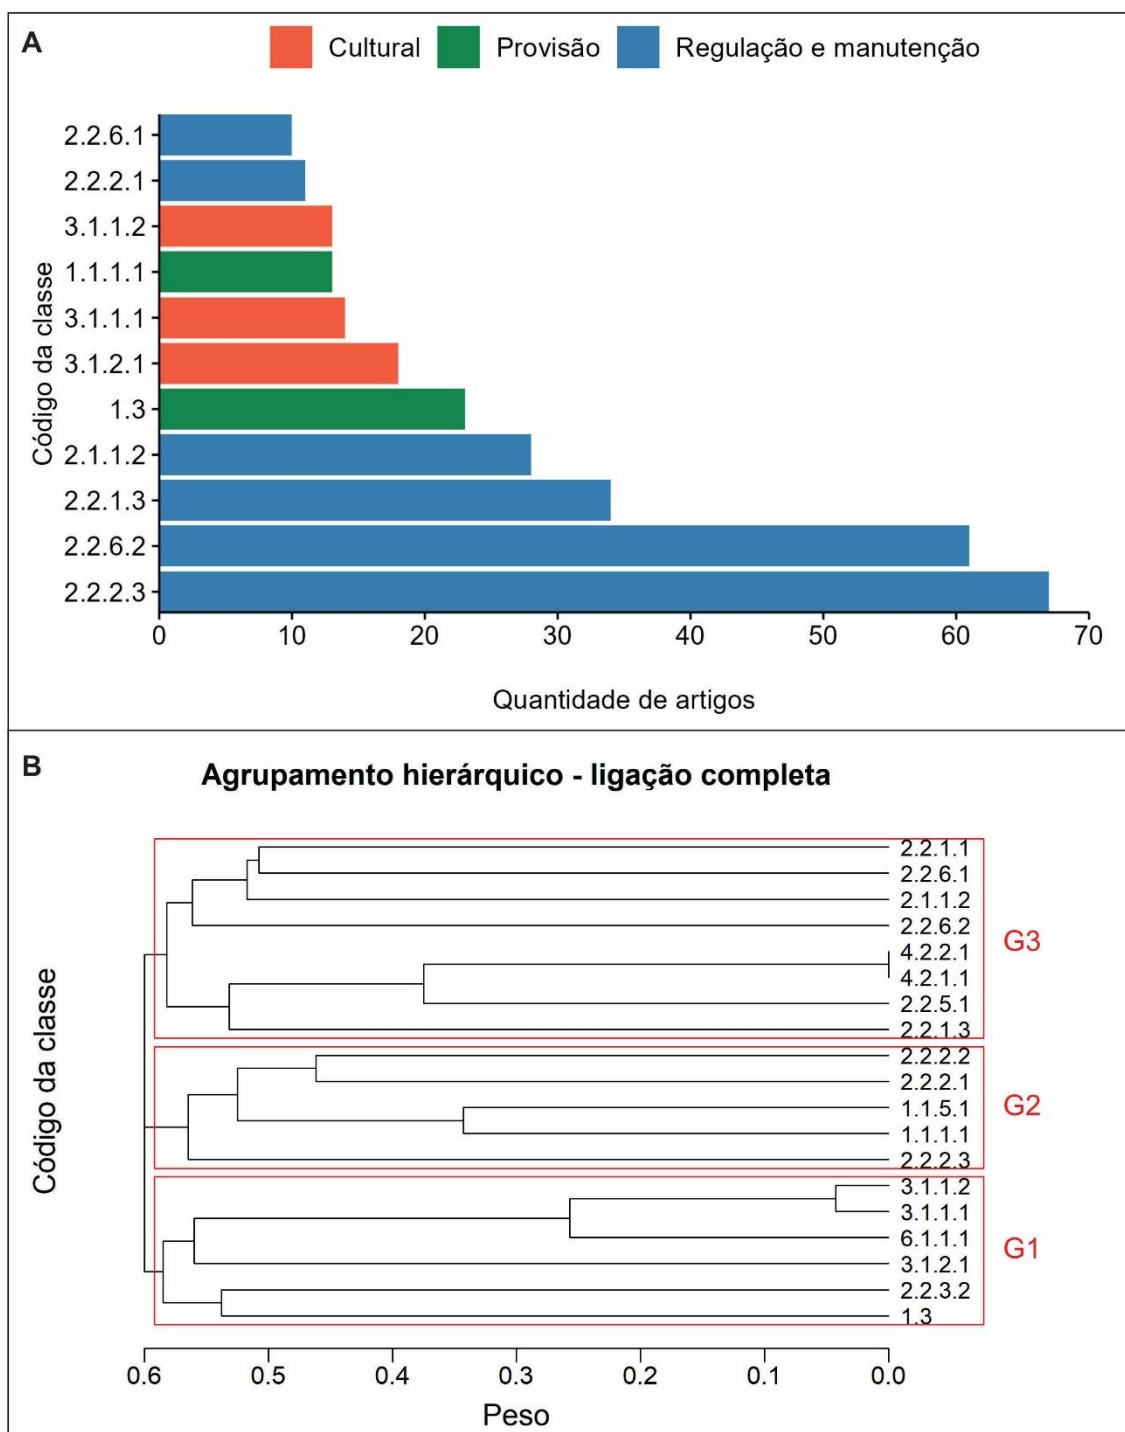 A
Cultural Provisão Regulação e manutenção
Código da classe
2.2.6.1
2.2.2.1
3.1.1.2
1.1.1.1
3.1.1.1
3.1.2.1
1.3
2.1.1.2
2.2.1.3
2.2.6.2
2.2.2.3
0 10 20 30 40 50 60 70
Quantidade de artigos
B
Agrupamento hierárquico - ligação completa
Código da classe
2.2.1.1
2.2.6.1
2.1.1.2
2.2.6.2
4.2.2.1
4.2.1.1
2.2.5.1
2.2.1.3
G3
2.2.2.2
2.2.2.1
1.1.5.1
1.1.1.1
2.2.2.3
G2
3.1.1.2
3.1.1.1
6.1.1.1
3.1.2.1
2.2.3.2
1.3
G1
0.6 0.5 0.4 0.3 0.2 0.1 0.0
Peso